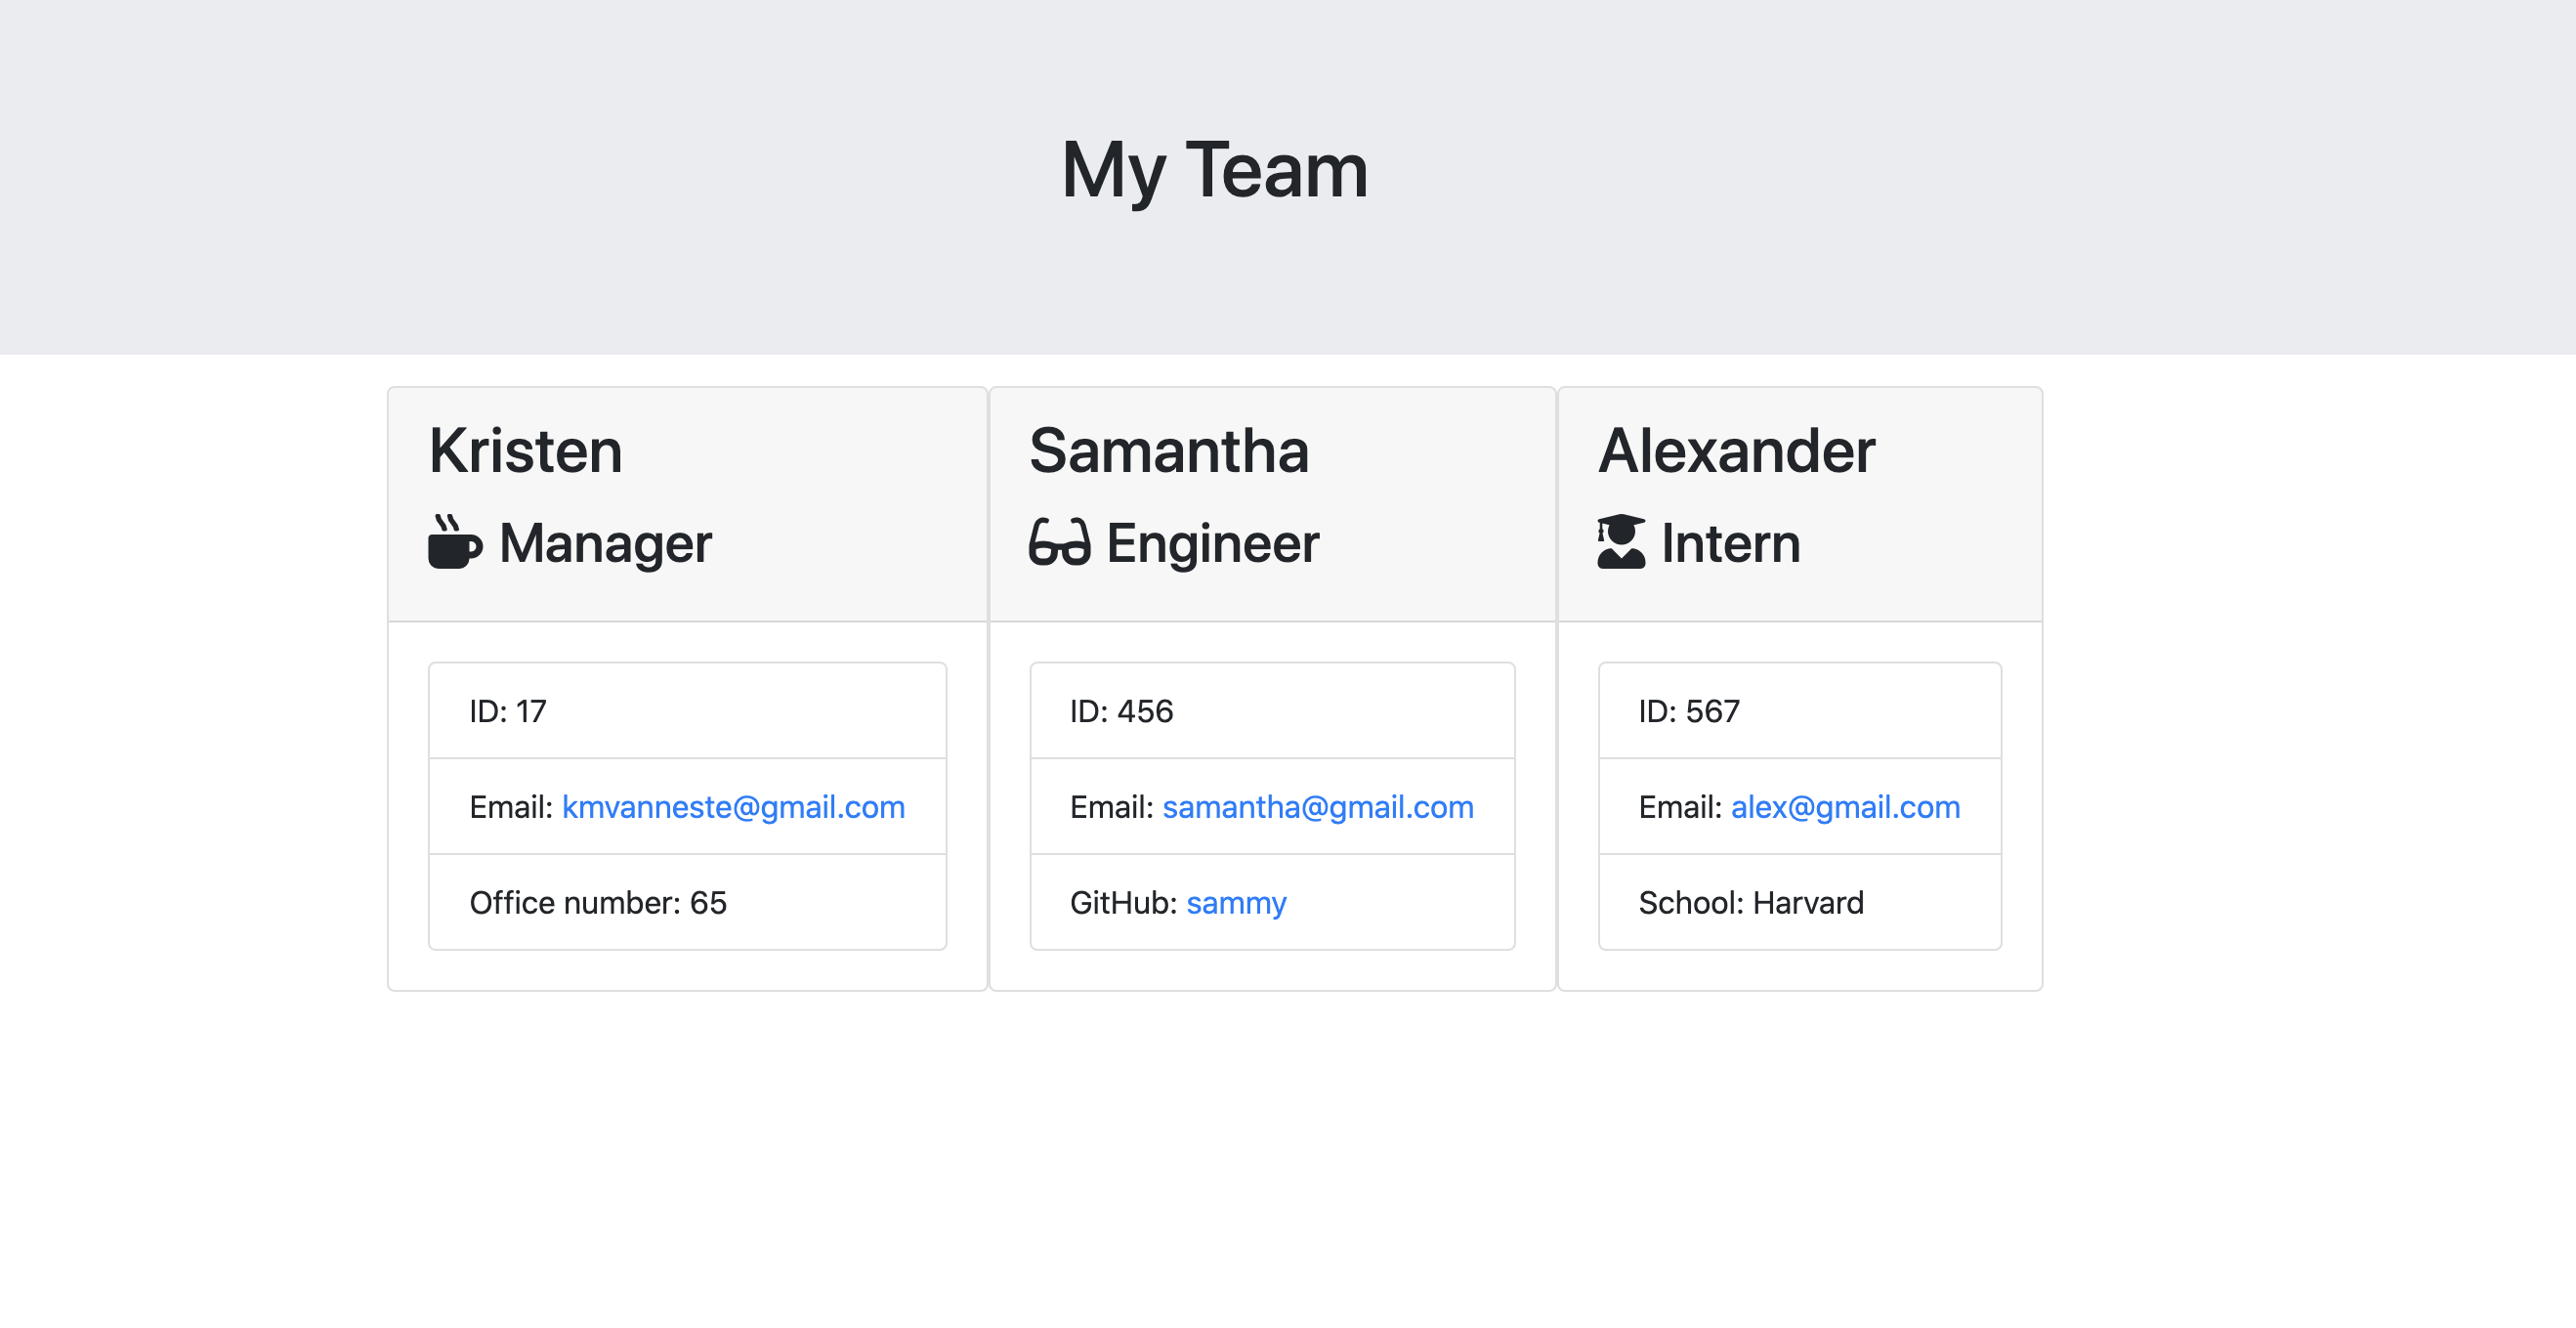 My Team
Kristen
Manager
ID: 17
Email: kmvanneste@gmail.com
Office number: 65
Samantha
Engineer
ID: 456
Email: samantha@gmail.com
GitHub: sammy
Alexander
Intern
ID: 567
Email: alex@gmail.com
School: Harvard